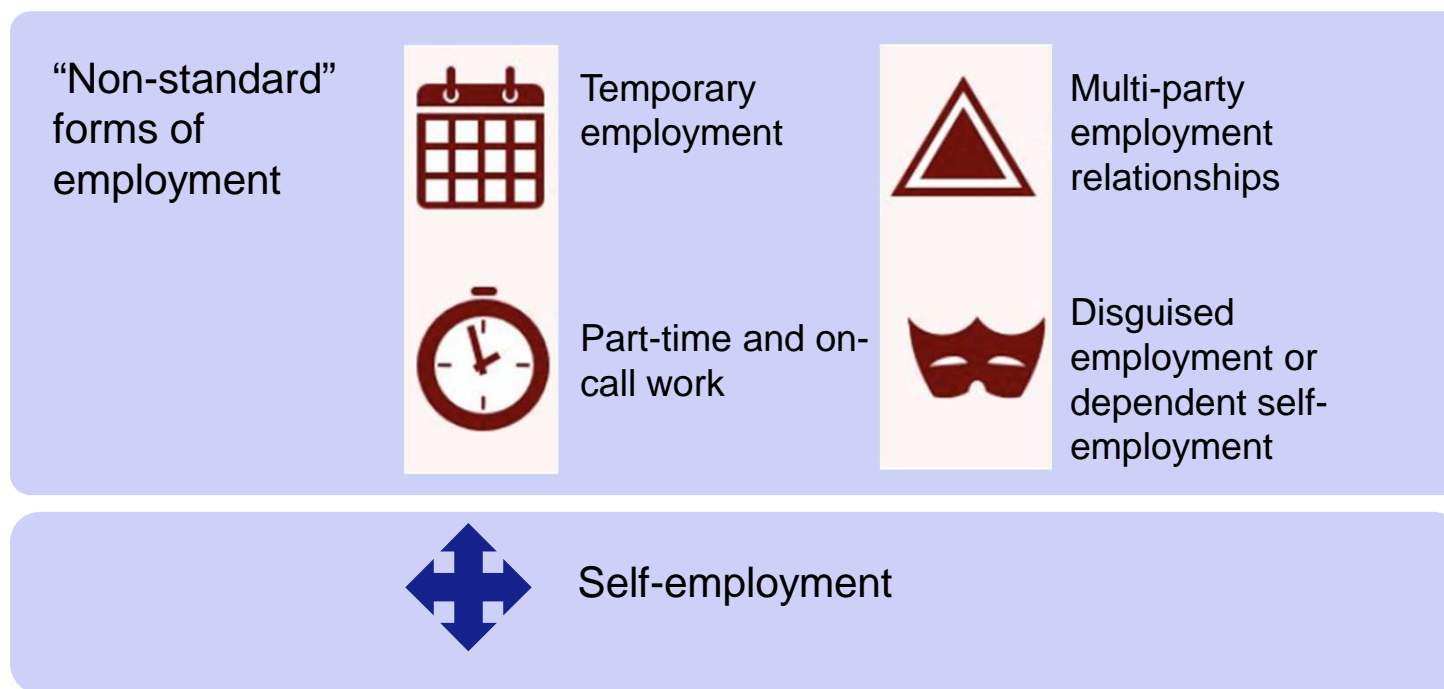 “Non-standard”
forms of
employment
Temporary
employment
Multi-party
employment
relationships
Part-time and on-
call work
Disguised
employment or
dependent self-
employment
Self-employment